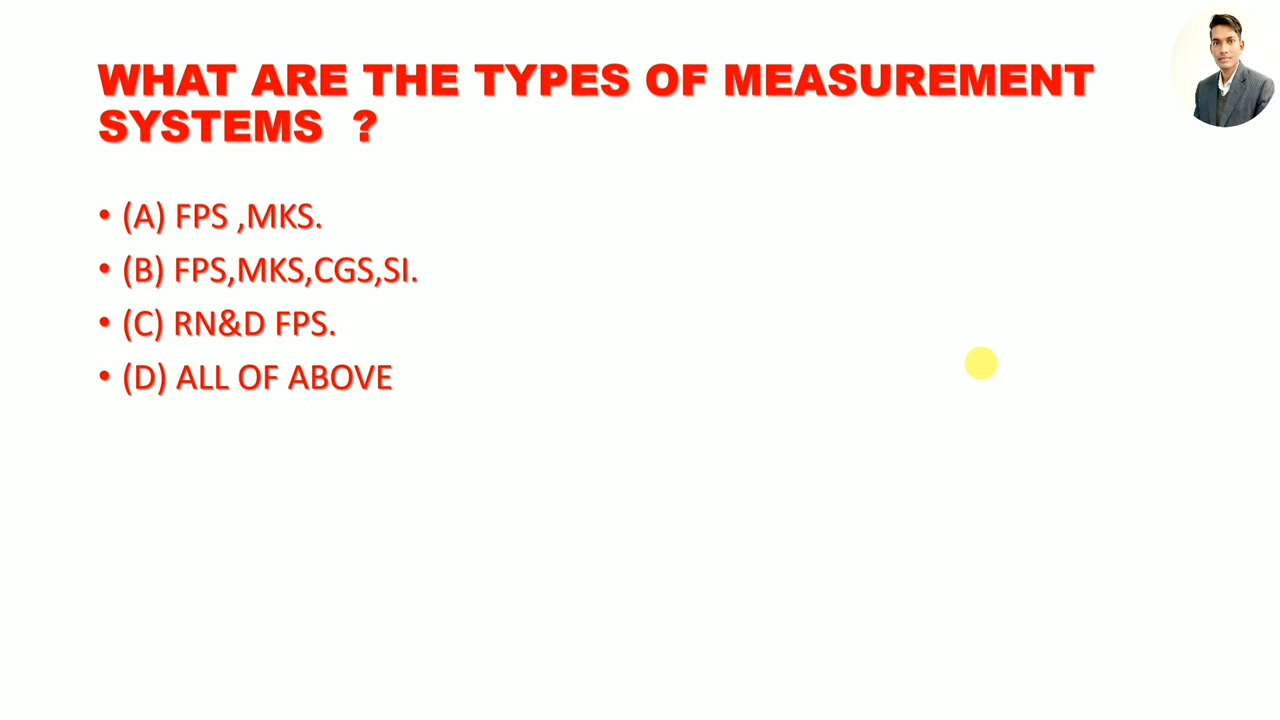 WHAT ARE THE TYPES OF MEASUREMENT
SYSTEMS ?
• (A) FPS ,MKS.
• (B) FPS,MKS,CGS,SI.
• (C) RN&D FPS.
• (D) ALL OF ABOVE